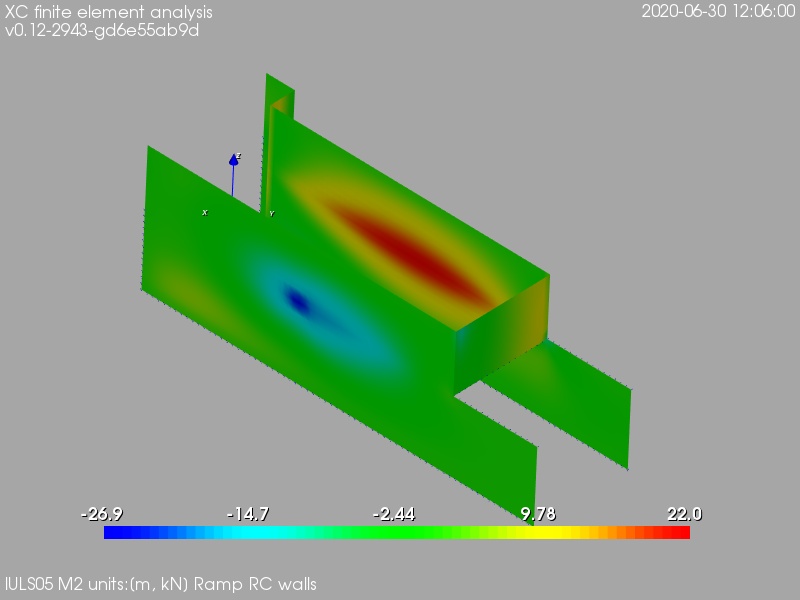 XC finite element analysis
v0.12-2943-gd6e55ab9d
2020-06-30 12:06:00
Z
X
Y
-26.9 -14.7 -2.44 9.78 22.0
IULS05 M2 units:[m, kN] Ramp RC walls